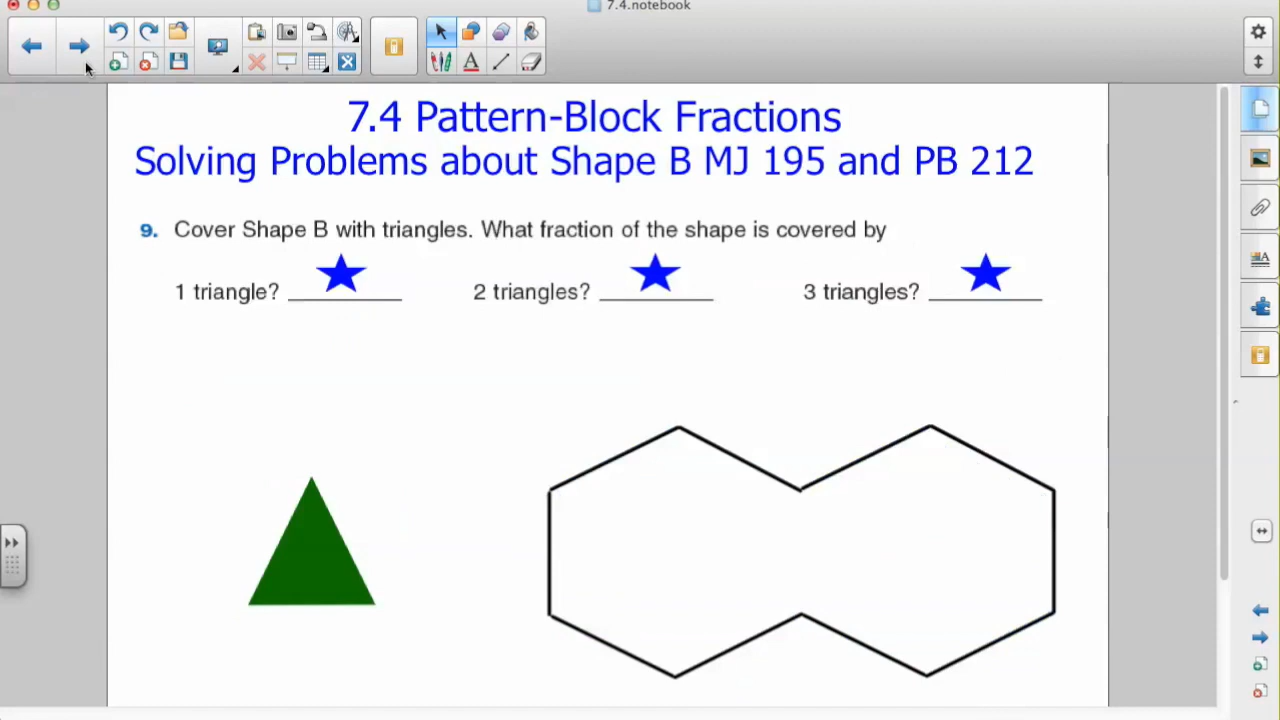 7.4.notebook
7.4 Pattern-Block Fractions
Solving Problems about Shape B MJ 195 and PB 212
9. Cover Shape B with triangles. What fraction of the shape is covered by
1 triangle? 2 triangles? 3 triangles?